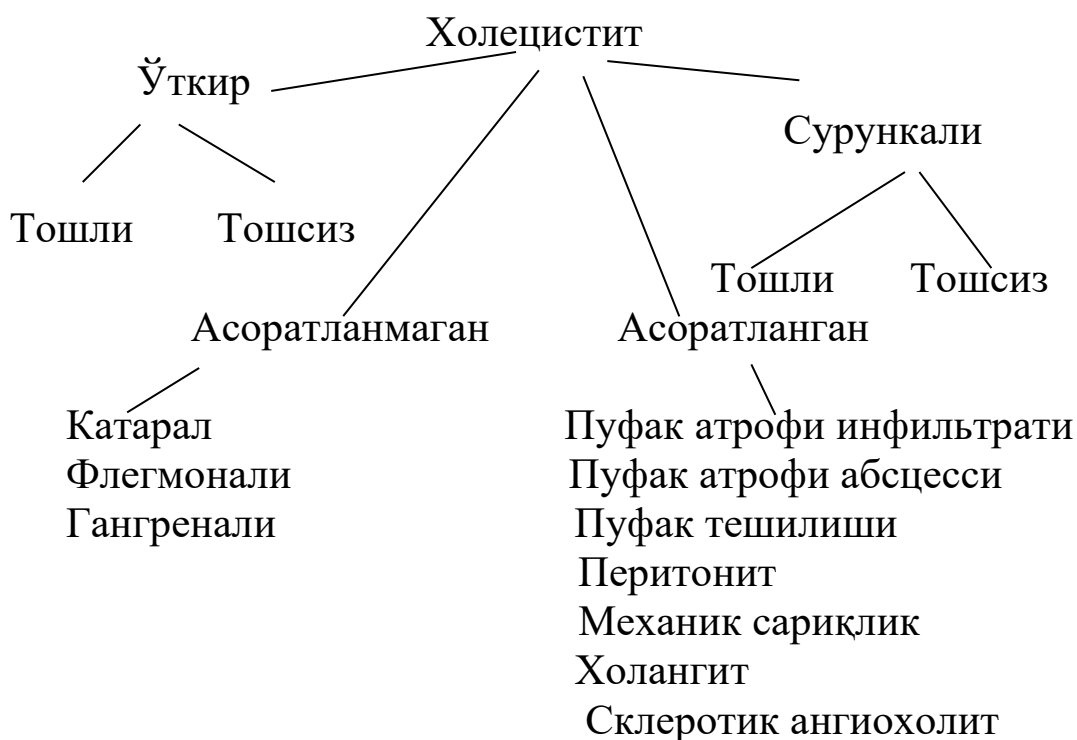 Холецистит
Ўткир
Сурункали
Тошли Тошсиз
Тошли Тошсиз
Асоратланмаган Асоратланган
Катарал Пуфак атрофи инфильтрати
Флегмонали Пуфак атрофи абсцесси
Гангренали Пуфак тешилиши
Перитонит
Механик сариқлик
Холангит
Склеротик ангиохолит